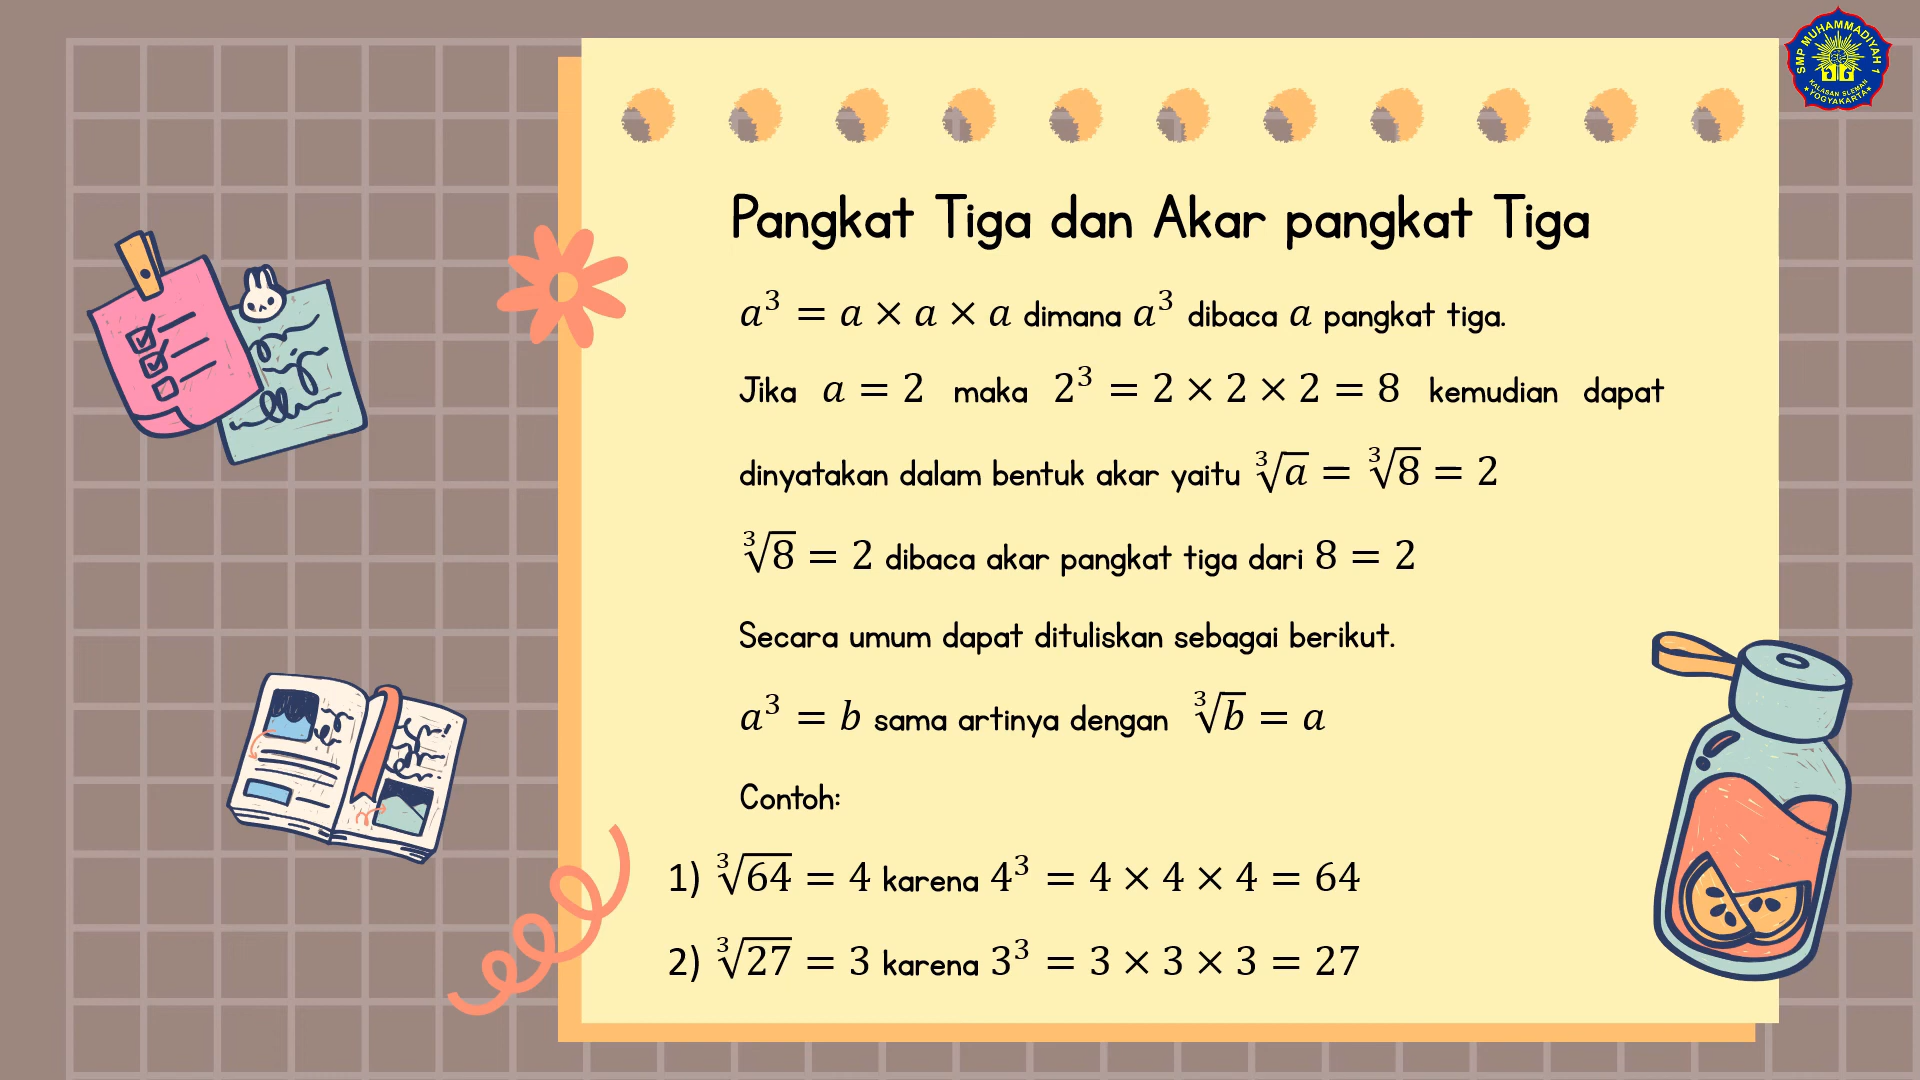 SMP MUHAMMADIYAH 1
KALASAN SLEMAN
YOGYAKARTA
Pangkat Tiga dan Akar pangkat Tiga
a³ = a × a × a dimana a³ dibaca a pangkat tiga.
Jika a = 2 maka 2³ = 2 × 2 × 2 = 8 kemudian dapat
dinyatakan dalam bentuk akar yaitu ∛a = ∛8 = 2
∛8 = 2 dibaca akar pangkat tiga dari 8 = 2
Secara umum dapat dituliskan sebagai berikut.
a³ = b sama artinya dengan ∛b = a
Contoh:
1) ∛64 = 4 karena 4³ = 4 × 4 × 4 = 64
2) ∛27 = 3 karena 3³ = 3 × 3 × 3 = 27